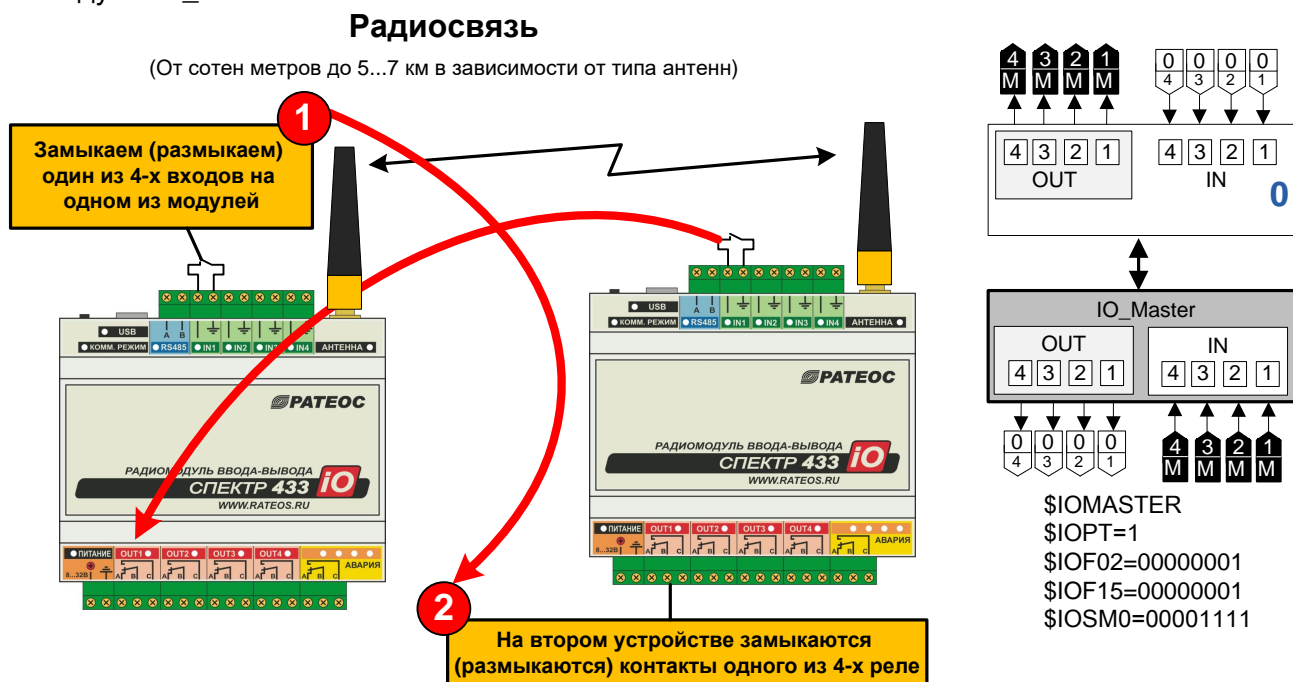 Радиосвязь
(От сотен метров до 5...7 км в зависимости от типа антенн)
1
Замыкаем (размыкаем)
один из 4-х входов на
одном из модулей
USB
A B
КОММ. РЕЖИМ RS485 IN1 IN2 IN3 IN4 АНТЕННА
РАТЕОС
РАДИОМОДУЛЬ ВВОДА-ВЫВОДА
СПЕКТР 433 iO
WWW.RATEOS.RU
ПИТАНИЕ OUT1 OUT2 OUT3 OUT4
АВАРИЯ
8...32В A B C A B C A B C A B C A B C
USB
A B
КОММ. РЕЖИМ RS485 IN1 IN2 IN3 IN4 АНТЕННА
РАТЕОС
РАДИОМОДУЛЬ ВВОДА-ВЫВОДА
СПЕКТР 433 iO
WWW.RATEOS.RU
ПИТАНИЕ OUT1 OUT2 OUT3 OUT4
АВАРИЯ
8...32В A B C A B C A B C A B C A B C
2
На втором устройстве замыкаются
(размыкаются) контакты одного из 4-х реле
4 3 2 1 0 0 0 0
M M M M 4 3 2 1
4 3 2 1 4 3 2 1
OUT IN
0
IO_Master
OUT IN
4 3 2 1 4 3 2 1
0 0 0 0 4 3 2 1
4 3 2 1 M M M M
$IOMASTER
$IOPT=1
$IOF02=00000001
$IOF15=00000001
$IOSM0=00001111